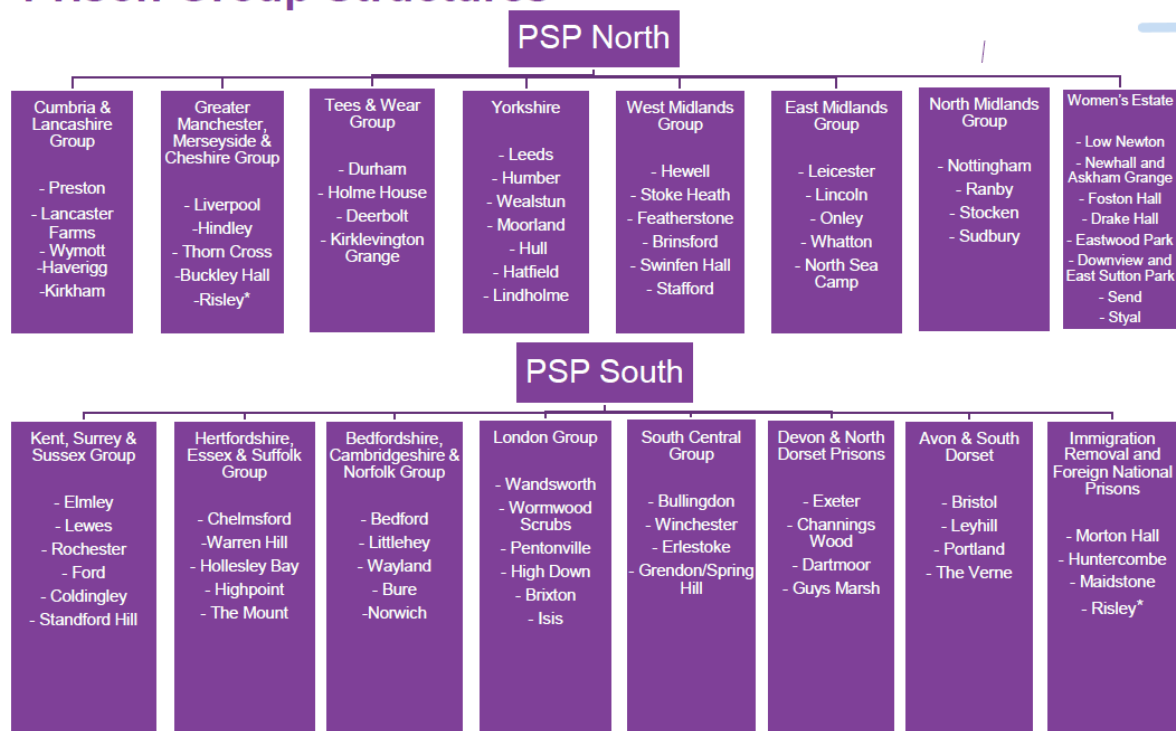 Prison Group Structures
PSP North
Cumbria &
Lancashire
Group
- Preston
- Lancaster
Farms
- Wymott
-Haverigg
-Kirkham
Greater
Manchester,
Merseyside &
Cheshire Group
- Liverpool
-Hindley
- Thorn Cross
-Buckley Hall
-Risley*
Tees & Wear
Group
- Durham
- Holme House
- Deerbolt
- Kirklevington
Grange
Yorkshire
- Leeds
- Humber
- Wealstun
- Moorland
- Hull
- Hatfield
- Lindholme
West Midlands
Group
- Hewell
- Stoke Heath
- Featherstone
- Brinsford
- Swinfen Hall
- Stafford
East Midlands
Group
- Leicester
- Lincoln
- Onley
- Whatton
- North Sea
Camp
North Midlands
Group
- Nottingham
- Ranby
- Stocken
- Sudbury
Women's Estate
- Low Newton
- Newhall and
Askham Grange
- Foston Hall
- Drake Hall
- Eastwood Park
- Downview and
East Sutton Park
- Send
- Styal
PSP South
Kent, Surrey &
Sussex Group
- Elmley
- Lewes
- Rochester
- Ford
- Coldingley
- Standford Hill
Hertfordshire,
Essex & Suffolk
Group
- Chelmsford
-Warren Hill
- Hollesley Bay
- Highpoint
- The Mount
Bedfordshire,
Cambridgeshire &
Norfolk Group
- Bedford
- Littlehey
- Wayland
- Bure
-Norwich
London Group
- Wandsworth
- Wormwood
Scrubs
- Pentonville
- High Down
- Brixton
- Isis
South Central
Group
- Bullingdon
- Winchester
- Erlestoke
- Grendon/Spring
Hill
Devon & North
Dorset Prisons
- Exeter
- Channings
Wood
- Dartmoor
- Guys Marsh
Avon & South
Dorset
- Bristol
- Leyhill
- Portland
- The Verne
Immigration
Removal and
Foreign National
Prisons
- Morton Hall
- Huntercombe
- Maidstone
- Risley*